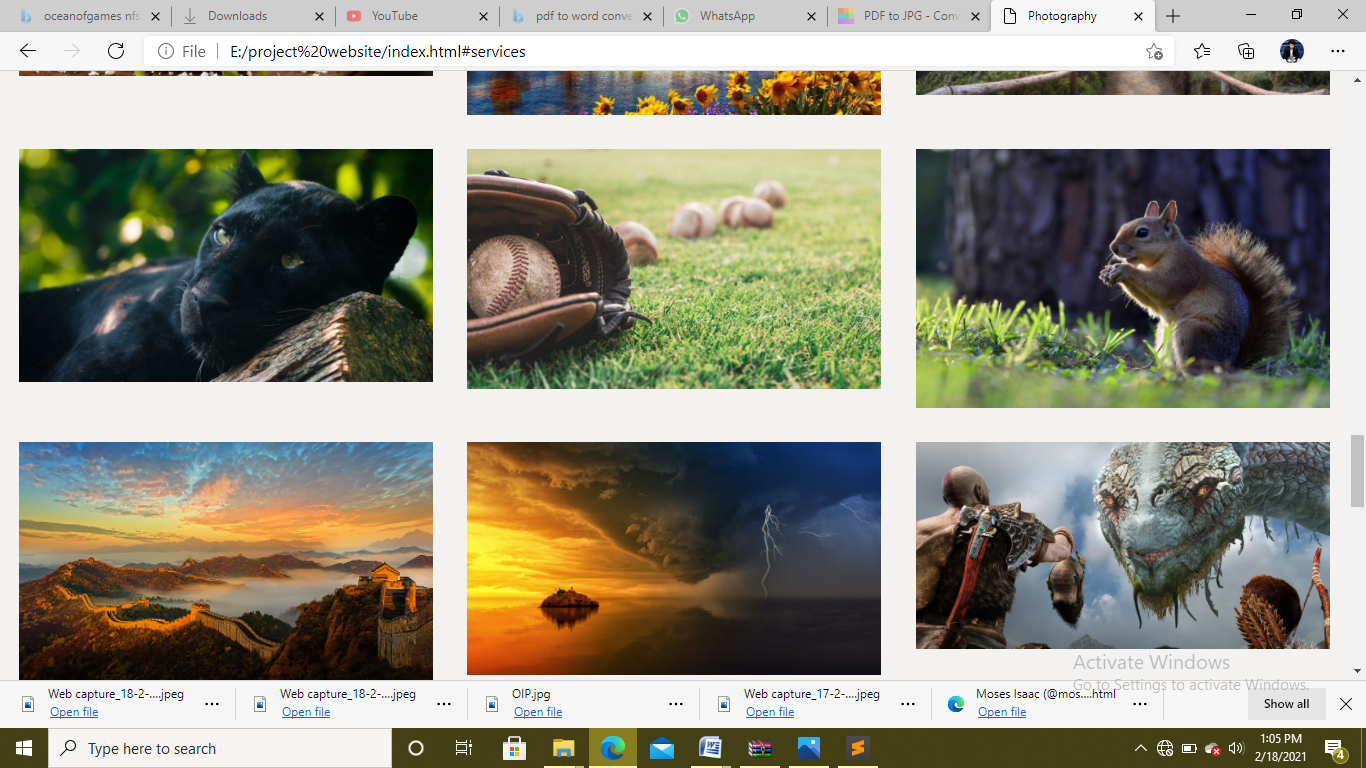 oceanofgames nfs
Downloads
YouTube
pdf to word conve
WhatsApp
PDF to JPG - Conv
Photography
File
E:/project%20website/index.html#services
Activate Windows
Go to Settings to activate Windows.
Web capture_18-2-....jpeg
Open file
Web capture_18-2-....jpeg
Open file
OIP.jpg
Open file
Web capture_17-2-....jpeg
Open file
Moses Isaac (@mos....html
Open file
Show all
Type here to search
1:05 PM
2/18/2021
4